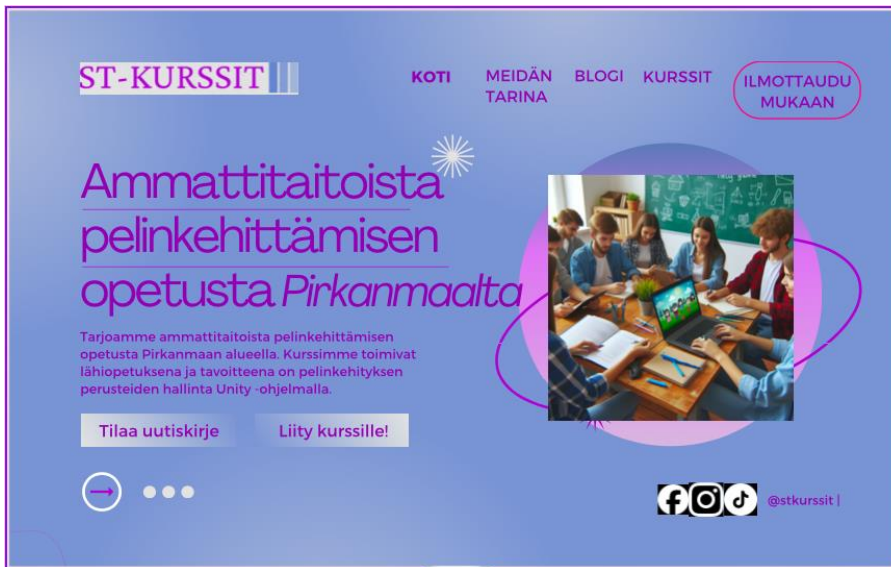 ST-KURSSIT
KOTI
MEIDÄN
TARINA
BLOGI
KURSSIT
ILMOTTAUDU
MUKAAN
Ammattitaitoista
pelinkehittämisen
opetusta Pirkanmaalta
Tarjoamme ammattitaitoista pelinkehittämisen
opetusta Pirkanmaan alueella. Kurssimme toimivat
lähiopetuksena ja tavoitteena on pelinkehityksen
perusteiden hallinta Unity -ohjelmalla.
Tilaa uutiskirje
Liity kurssille!
@stkurssit |